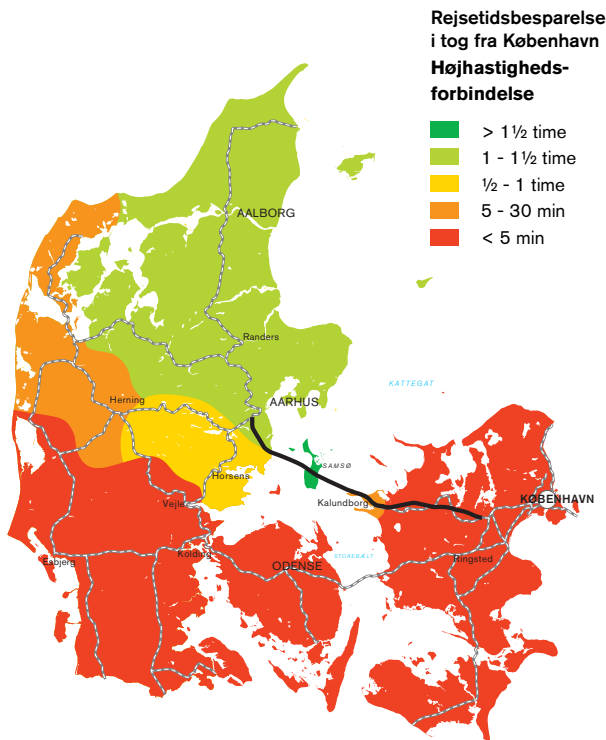 Rejsetidsbesparelse
i tog fra København
Højhastigheds-
forbindelse
> 1½ time
1 - 1½ time
½ - 1 time
5 - 30 min
< 5 min
AALBORG
Randers
KATTEGAT
Herning
AARHUS
SAMSØ
Horsens
Kalundborg
KØBENHAVN
Vejle
Kolding
STOREBÆLT
Esbjerg
ODENSE
Ringsted